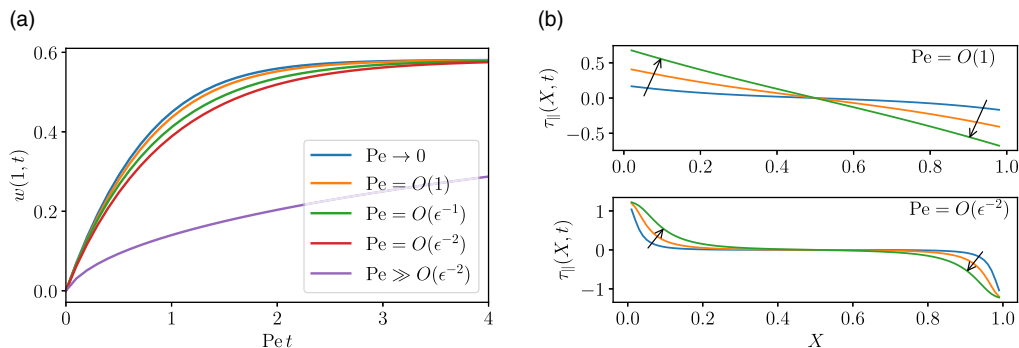 (a)
0.6
0.4
0.2
0.0
w(1, t)
0
1
2
3
4
Pe t
Pe → 0
Pe = O(1)
Pe = O(ϵ⁻¹)
Pe = O(ϵ⁻²)
Pe ≫ O(ϵ⁻²)
(b)
Pe = O(1)
0.5
0.0
−0.5
τ∥(X, t)
0.0 0.2 0.4 0.6 0.8 1.0
Pe = O(ϵ⁻²)
1
0
−1
τ∥(X, t)
0.0 0.2 0.4 0.6 0.8 1.0
X